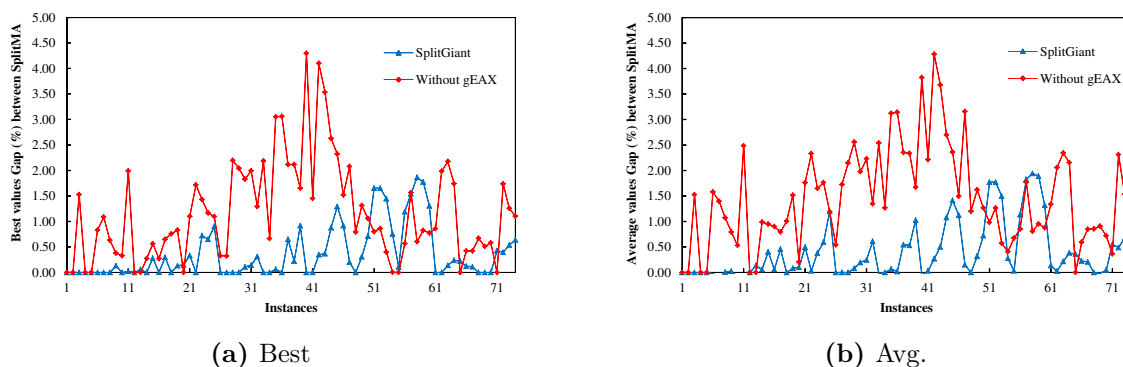 5.00
4.50
4.00
3.50
3.00
2.50
2.00
1.50
1.00
0.50
0.00
Best values Gap (%) between SplitMA
SplitGiant
Without gEAX
1 11 21 31 41 51 61 71
Instances
(a) Best
5.00
4.50
4.00
3.50
3.00
2.50
2.00
1.50
1.00
0.50
0.00
Average values Gap (%) between SplitMA
SplitGiant
Without gEAX
1 11 21 31 41 51 61 71
Instances
(b) Avg.